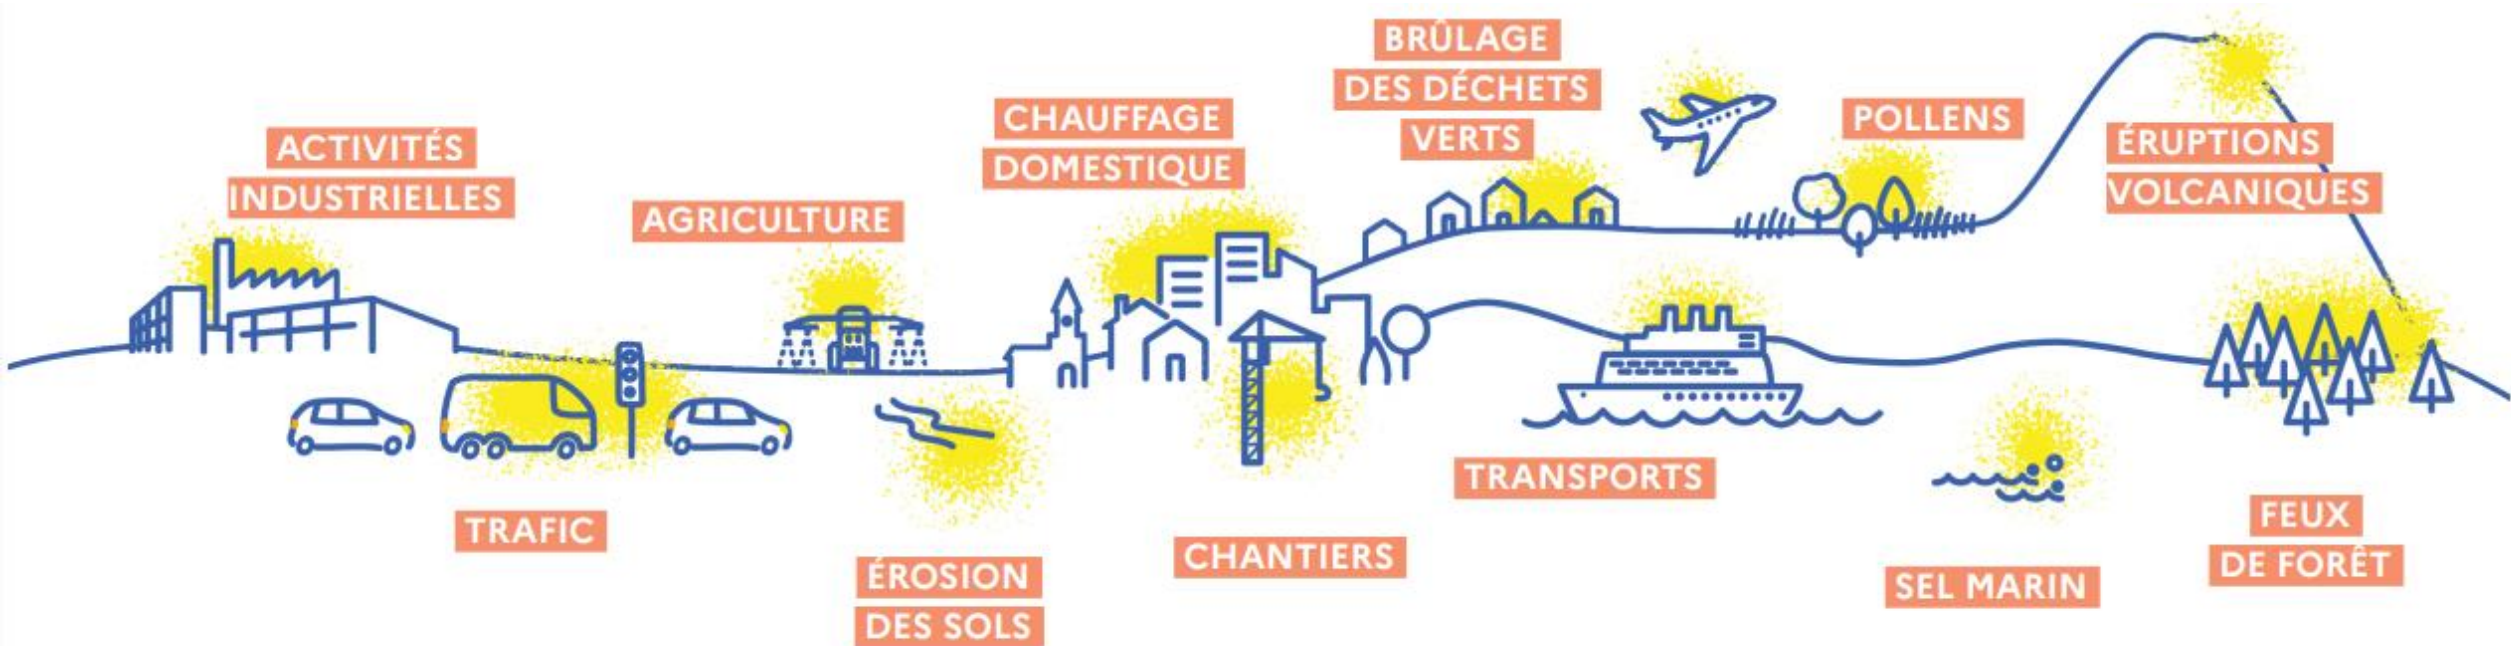 ACTIVITÉS
INDUSTRIELLES
TRAFIC
AGRICULTURE
ÉROSION
DES SOLS
CHAUFFAGE
DOMESTIQUE
CHANTIERS
BRÛLAGE
DES DÉCHETS
VERTS
TRANSPORTS
POLLENS
SEL MARIN
ÉRUPTIONS
VOLCANIQUES
FEUX
DE FORÊT